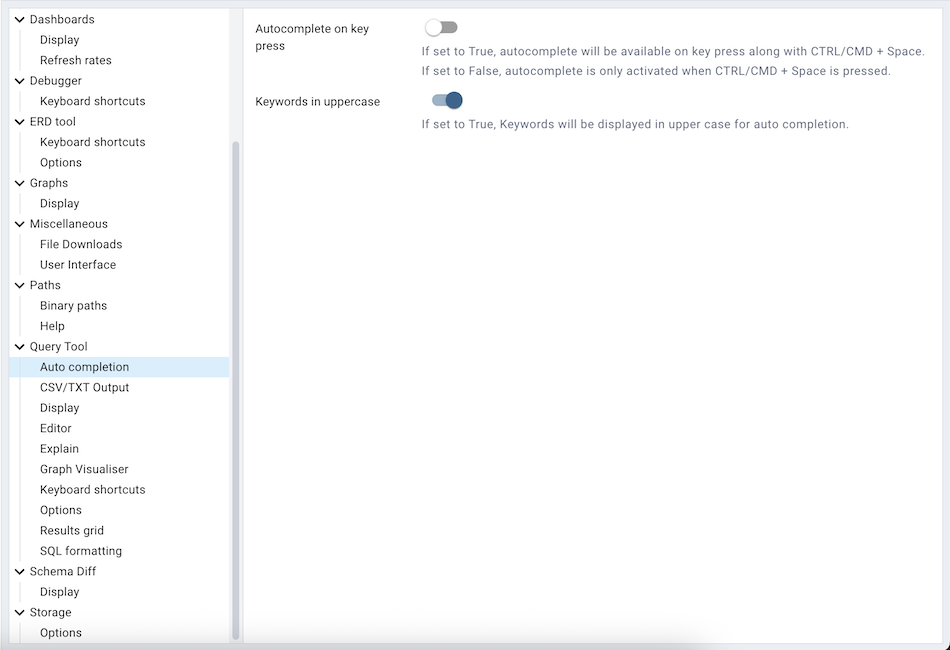 Dashboards
Display
Refresh rates
Debugger
Keyboard shortcuts
ERD tool
Keyboard shortcuts
Options
Graphs
Display
Miscellaneous
File Downloads
User Interface
Paths
Binary paths
Help
Query Tool
Auto completion
CSV/TXT Output
Display
Editor
Explain
Graph Visualiser
Keyboard shortcuts
Options
Results grid
SQL formatting
Schema Diff
Display
Storage
Options
Autocomplete on key
press
If set to True, autocomplete will be available on key press along with CTRL/CMD + Space.
If set to False, autocomplete is only activated when CTRL/CMD + Space is pressed.
Keywords in uppercase
If set to True, Keywords will be displayed in upper case for auto completion.